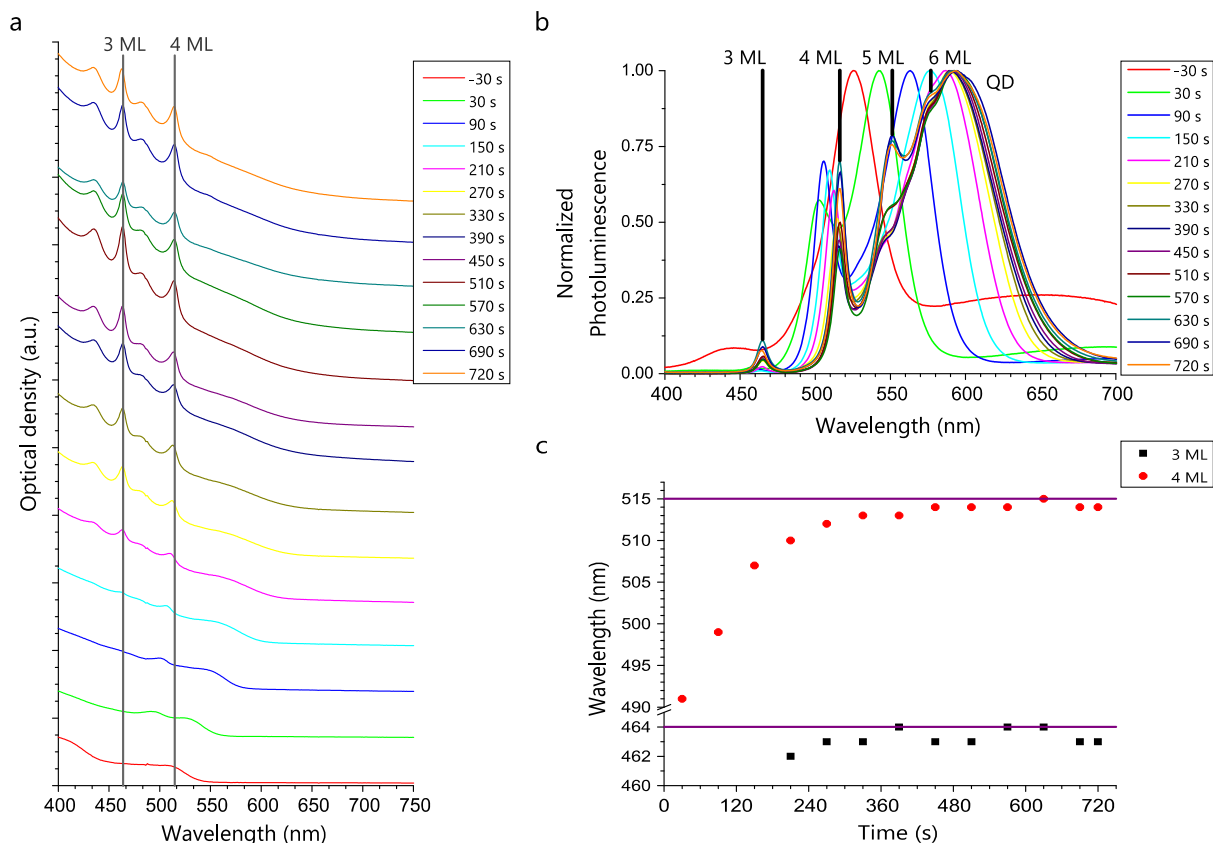 a
3 ML 4 ML
-30 s
30 s
90 s
150 s
210 s
270 s
330 s
390 s
450 s
510 s
570 s
630 s
690 s
720 s
Optical density (a.u.)
400 450 500 550 600 650 700 750
Wavelength (nm)
b
3 ML 4 ML 5 ML 6 ML
QD
1.00
0.75
0.50
0.25
0.00
Normalized
Photoluminescence
400 450 500 550 600 650 700
Wavelength (nm)
-30 s
30 s
90 s
150 s
210 s
270 s
330 s
390 s
450 s
510 s
570 s
630 s
690 s
720 s
c
3 ML
4 ML
515
510
505
500
495
490
464
462
460
Wavelength (nm)
0 120 240 360 480 600 720
Time (s)